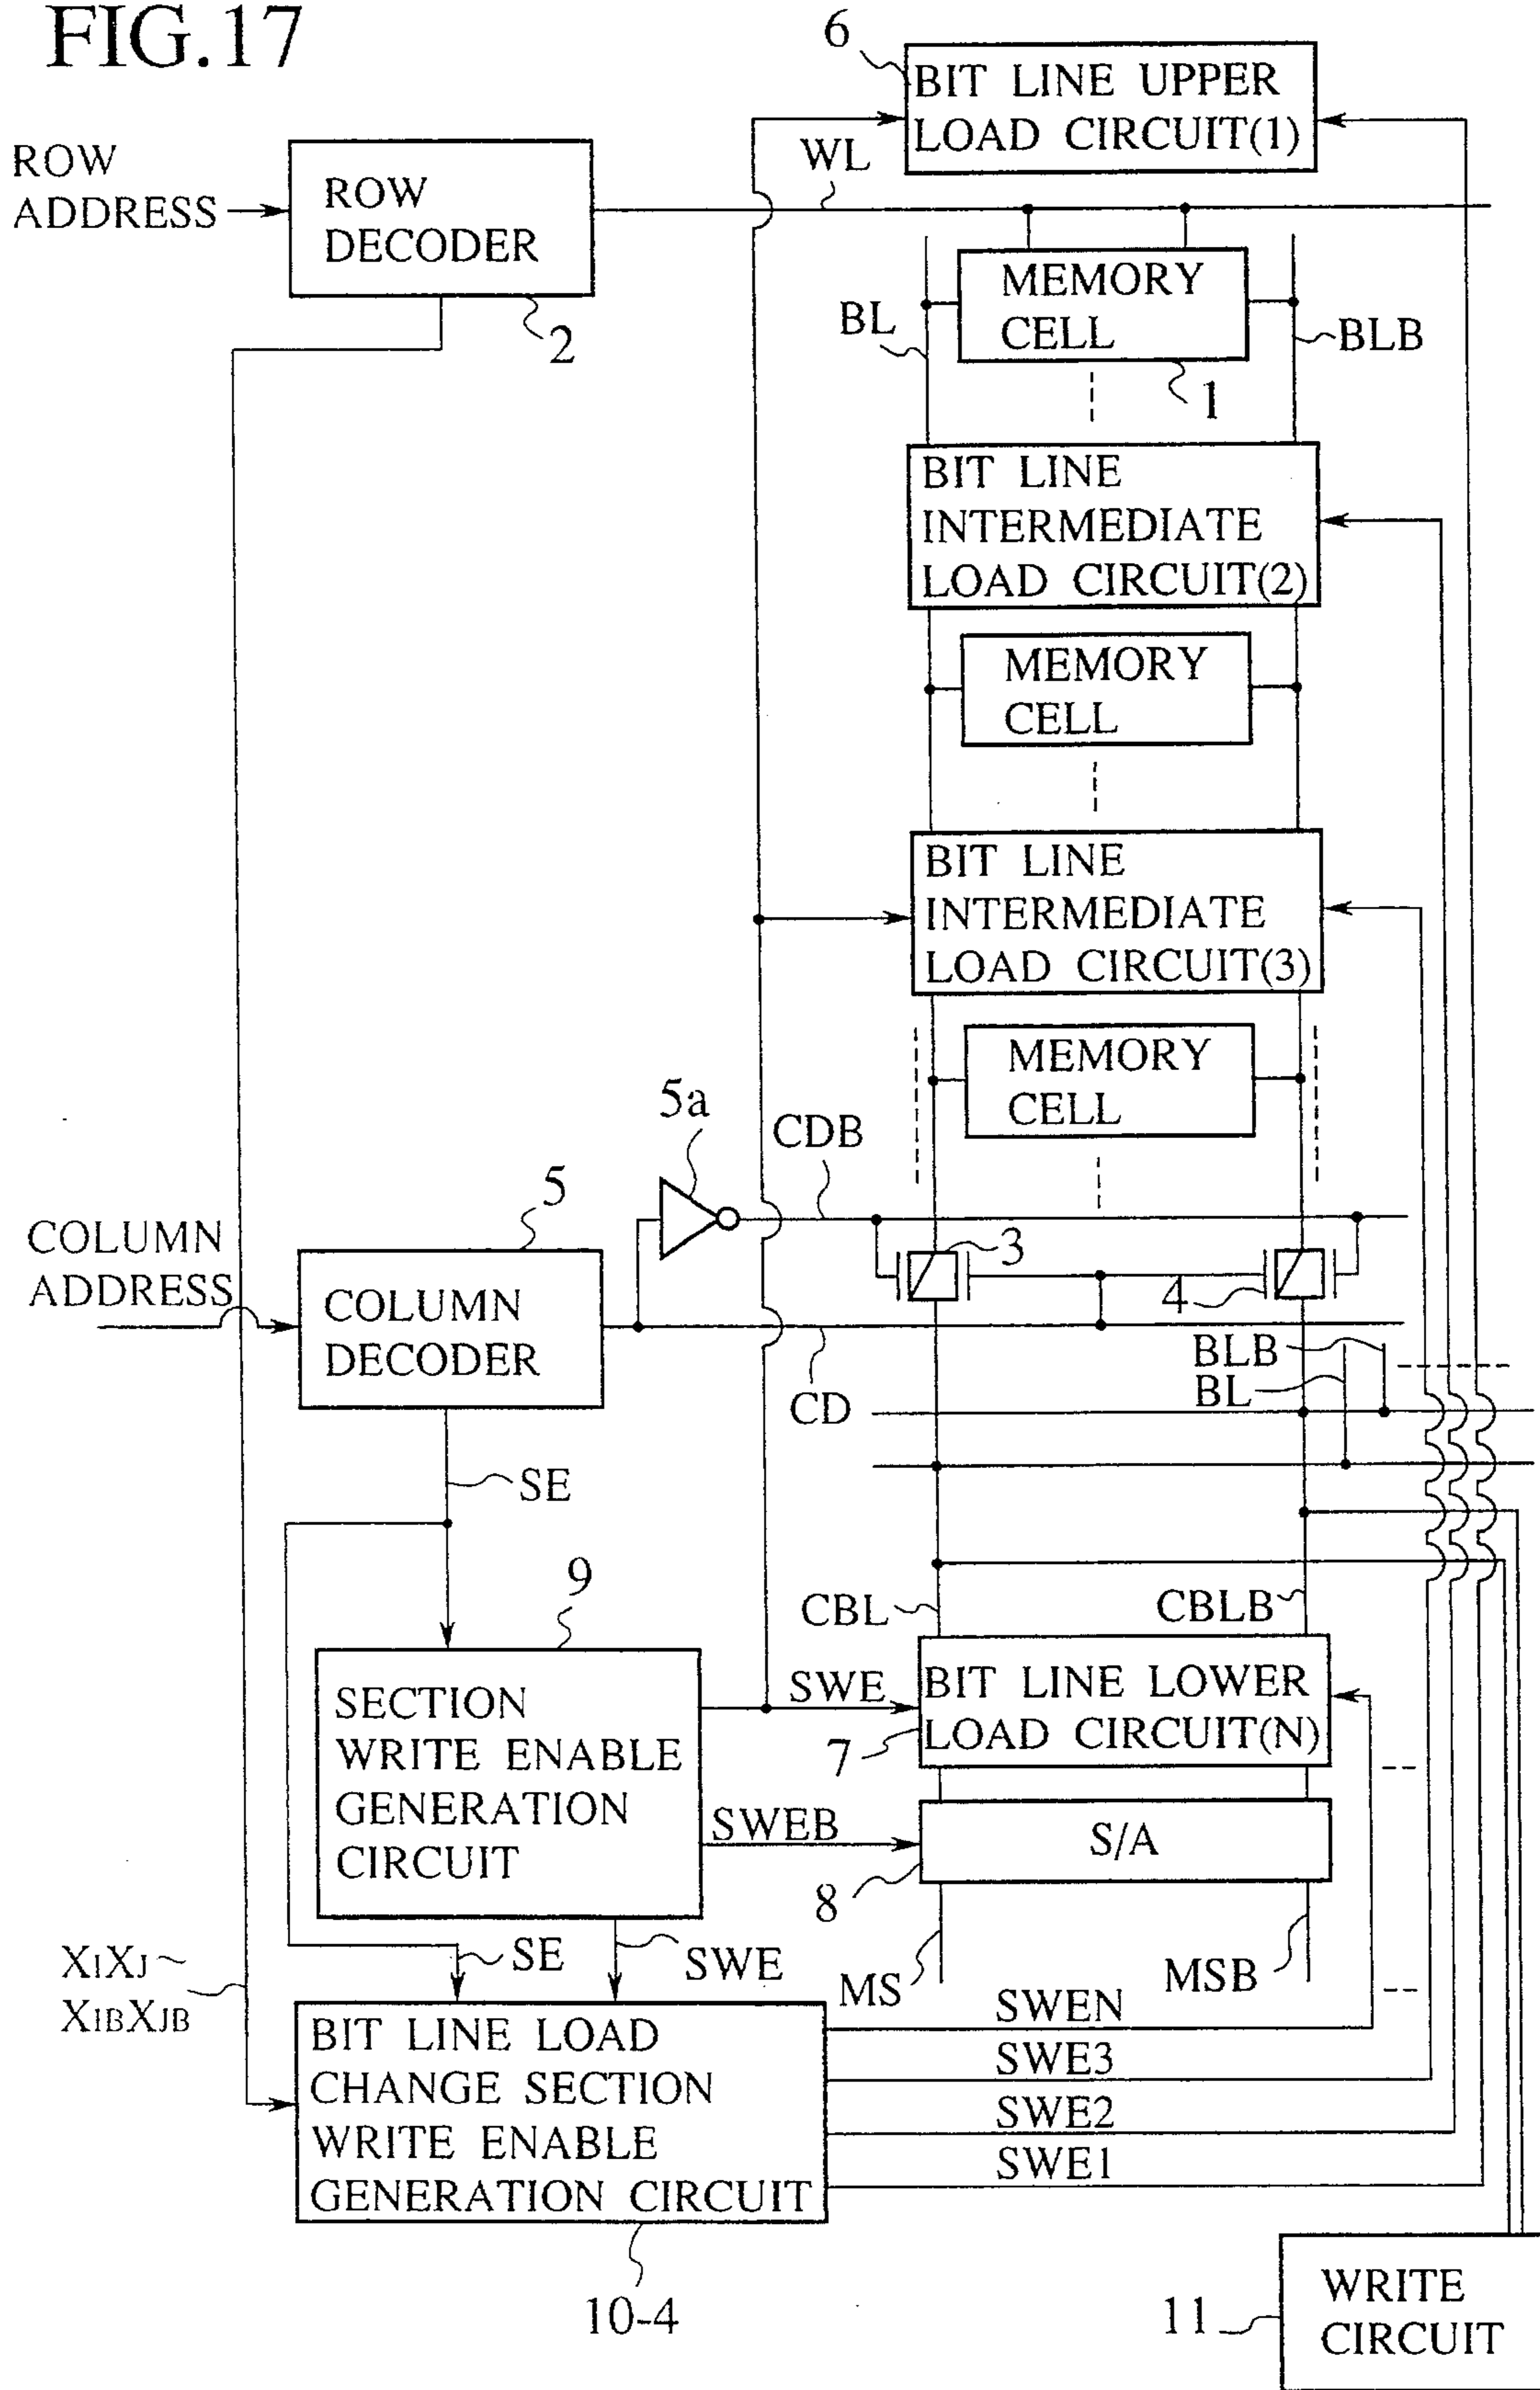 FIG.17
6
BIT LINE UPPER
LOAD CIRCUIT(1)
ROW
ADDRESS
ROW
DECODER
2
WL
MEMORY
CELL
1
BL
BLB
BIT LINE
INTERMEDIATE
LOAD CIRCUIT(2)
MEMORY
CELL
BIT LINE
INTERMEDIATE
LOAD CIRCUIT(3)
MEMORY
CELL
5a
CDB
COLUMN
ADDRESS
5
COLUMN
DECODER
3
4
CD
BLB
BL
SE
9
SECTION
WRITE ENABLE
GENERATION
CIRCUIT
CBL
CBLB
SWE
BIT LINE LOWER
LOAD CIRCUIT(N)
7
SWEB
S/A
8
SE
SWE
MS
MSB
XIXJ~
XIBXJB
BIT LINE LOAD
CHANGE SECTION
WRITE ENABLE
GENERATION CIRCUIT
10-4
SWEN
SWE3
SWE2
SWE1
11
WRITE
CIRCUIT